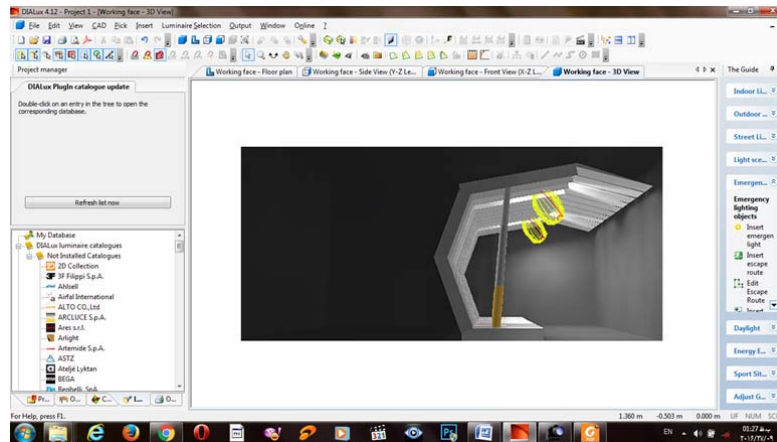 DIALux 4.12 - Project 1 - [Working face - 3D View]
File Edit View CAD Pick Insert Luminaire Selection Output Window Online ?
Project manager
Working face - Floor plan
Working face - Side View (Y-Z Le...
Working face - Front View (X-Z L...
Working face - 3D View
The Guide
DIALux PlugIn catalogue update
Double-click on an entry in the tree to open the
corresponding database.
Refresh list now
My Database
DIALux luminaire catalogues
Not Installed Catalogues
2D Collection
3F Filippi S.p.A.
Ahlsell
Airfal International
ALTO CO.,Ltd
ARCLUCE S.p.A.
Ares s.r.l.
Arlight
Artemide S.p.A.
ASTZ
Ateljé Lyktan
BEGA
Beghelli SpA
Pr...
O...
C...
L...
O...
Indoor Li...
Outdoor ...
Street Li...
Light sce...
Emergen...
Emergency
lighting
objects
Insert
emergen
light
Insert
escape
route
Edit
Escape
Route
Insert
Daylight
Energy E...
Sport Sit...
Adjust G...
For Help, press F1.
1.360 m -0.503 m 0.000 m UF NUM SC
EN
01:27